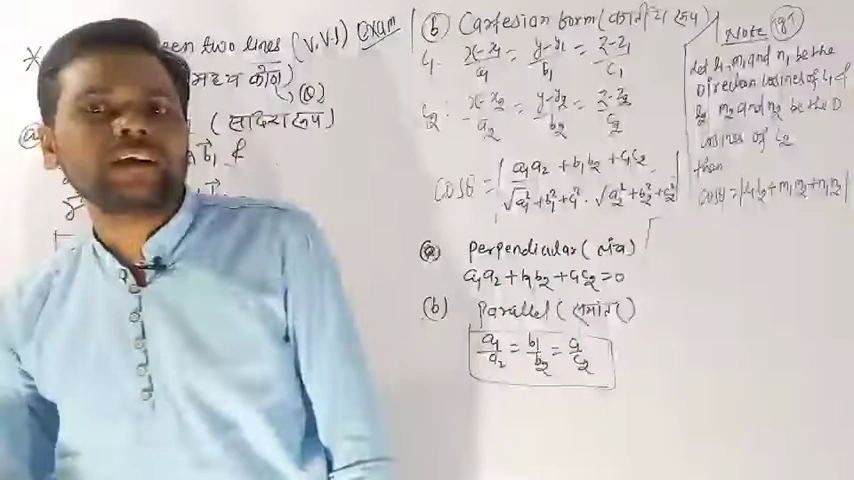 * een two lines (V.V.I) Exam
मध्य कोण)
(a) (सदिश रूप)
(b) Cartesian form (कार्तीय रूप)
L₁: x-x₁/a₁ = y-y₁/b₁ = z-z₁/c₁
L₂: x-x₂/a₂ = y-y₂/b₂ = z-z₂/c₂
cosθ = | a₁a₂ + b₁b₂ + c₁c₂ / √a₁²+b₁²+c₁² · √a₂²+b₂²+c₂² |
(a) Perpendicular (लंब)
a₁a₂ + b₁b₂ + c₁c₂ = 0
(b) Parallel (समांतर)
a₁/a₂ = b₁/b₂ = c₁/c₂
Note
Let l₁, m₁ and n₁ be the
Direction cosines of L₁ &
l₂ m₂ and n₂ be the D
cosines of L₂
then
cosθ = |l₁l₂ + m₁m₂ + n₁n₂|